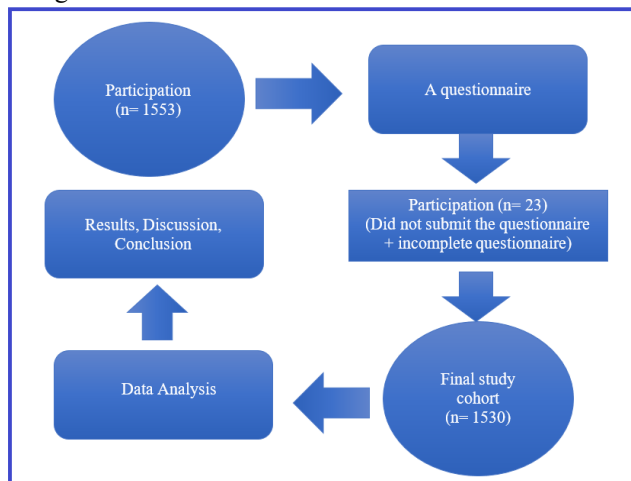 Participation
(n= 1553)
A questionnaire
Participation (n= 23)
(Did not submit the questionnaire
+ incomplete questionnaire)
Final study
cohort
(n= 1530)
Data Analysis
Results, Discussion,
Conclusion